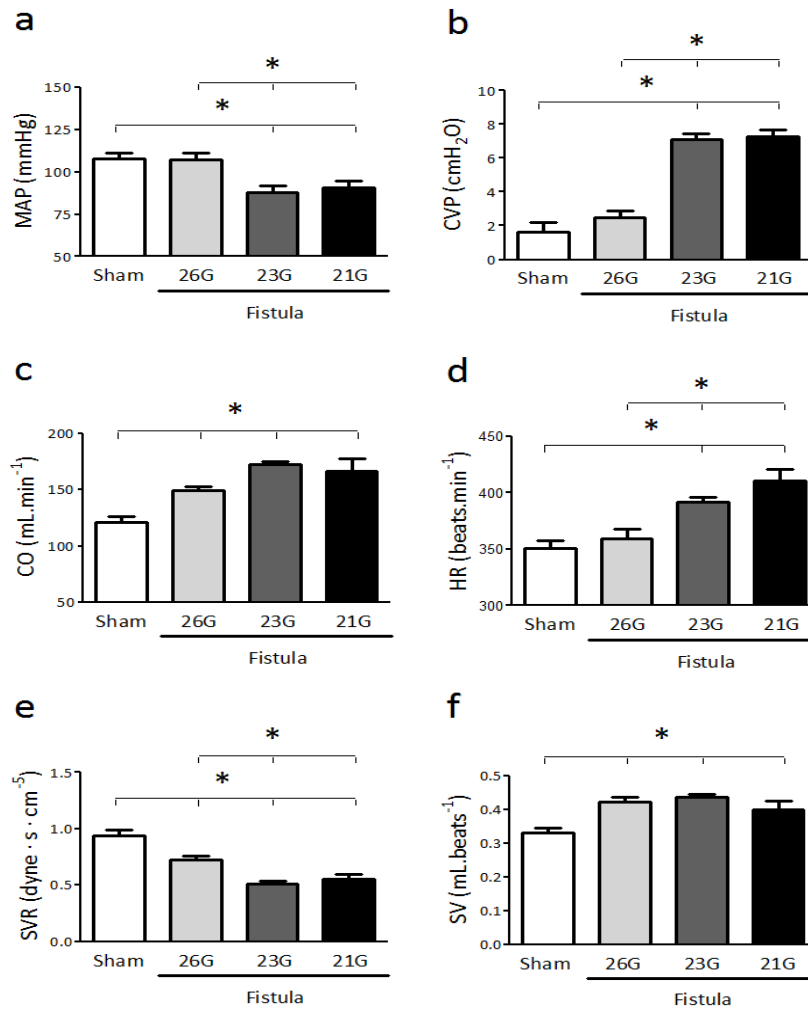 a
*
*
MAP (mmHg)
150
125
100
75
50
Sham 26G 23G 21G
Fistula
b
*
*
CVP (cmH₂O)
10
8
6
4
2
0
Sham 26G 23G 21G
Fistula
c
*
CO (mL.min⁻¹)
200
150
100
50
Sham 26G 23G 21G
Fistula
d
*
*
HR (beats.min⁻¹)
450
400
350
300
Sham 26G 23G 21G
Fistula
e
*
*
SVR (dyne · s · cm⁻⁵)
1.5
1.0
0.5
0.0
Sham 26G 23G 21G
Fistula
f
*
SV (mL.beats⁻¹)
0.5
0.4
0.3
0.2
0.1
0.0
Sham 26G 23G 21G
Fistula